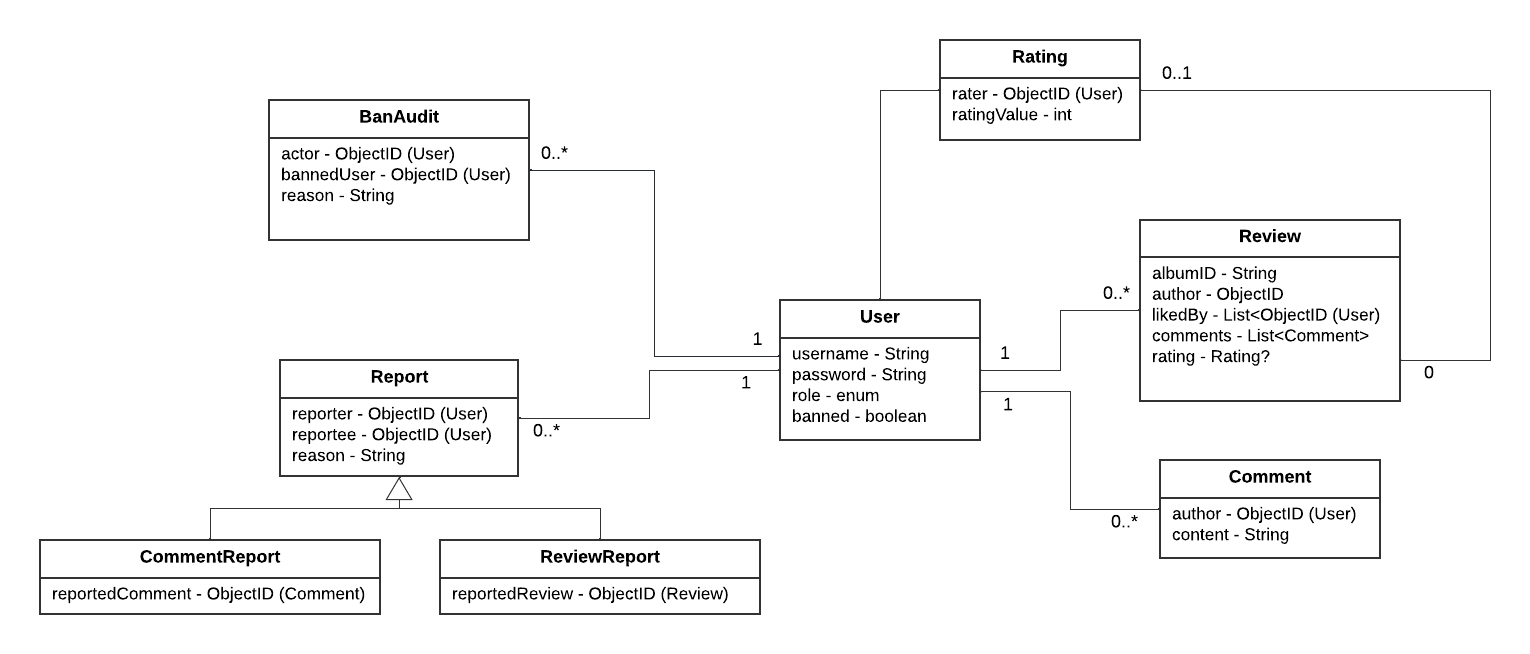 Rating
rater - ObjectID (User)
ratingValue - int
0..1
BanAudit
actor - ObjectID (User)
bannedUser - ObjectID (User)
reason - String
0..*
Review
albumID - String
author - ObjectID
likedBy - List<ObjectID (User)
comments - List<Comment>
rating - Rating?
0..*
0
User
username - String
password - String
role - enum
banned - boolean
1
1
1
1
Report
reporter - ObjectID (User)
reportee - ObjectID (User)
reason - String
0..*
Comment
author - ObjectID (User)
content - String
0..*
CommentReport
reportedComment - ObjectID (Comment)
ReviewReport
reportedReview - ObjectID (Review)